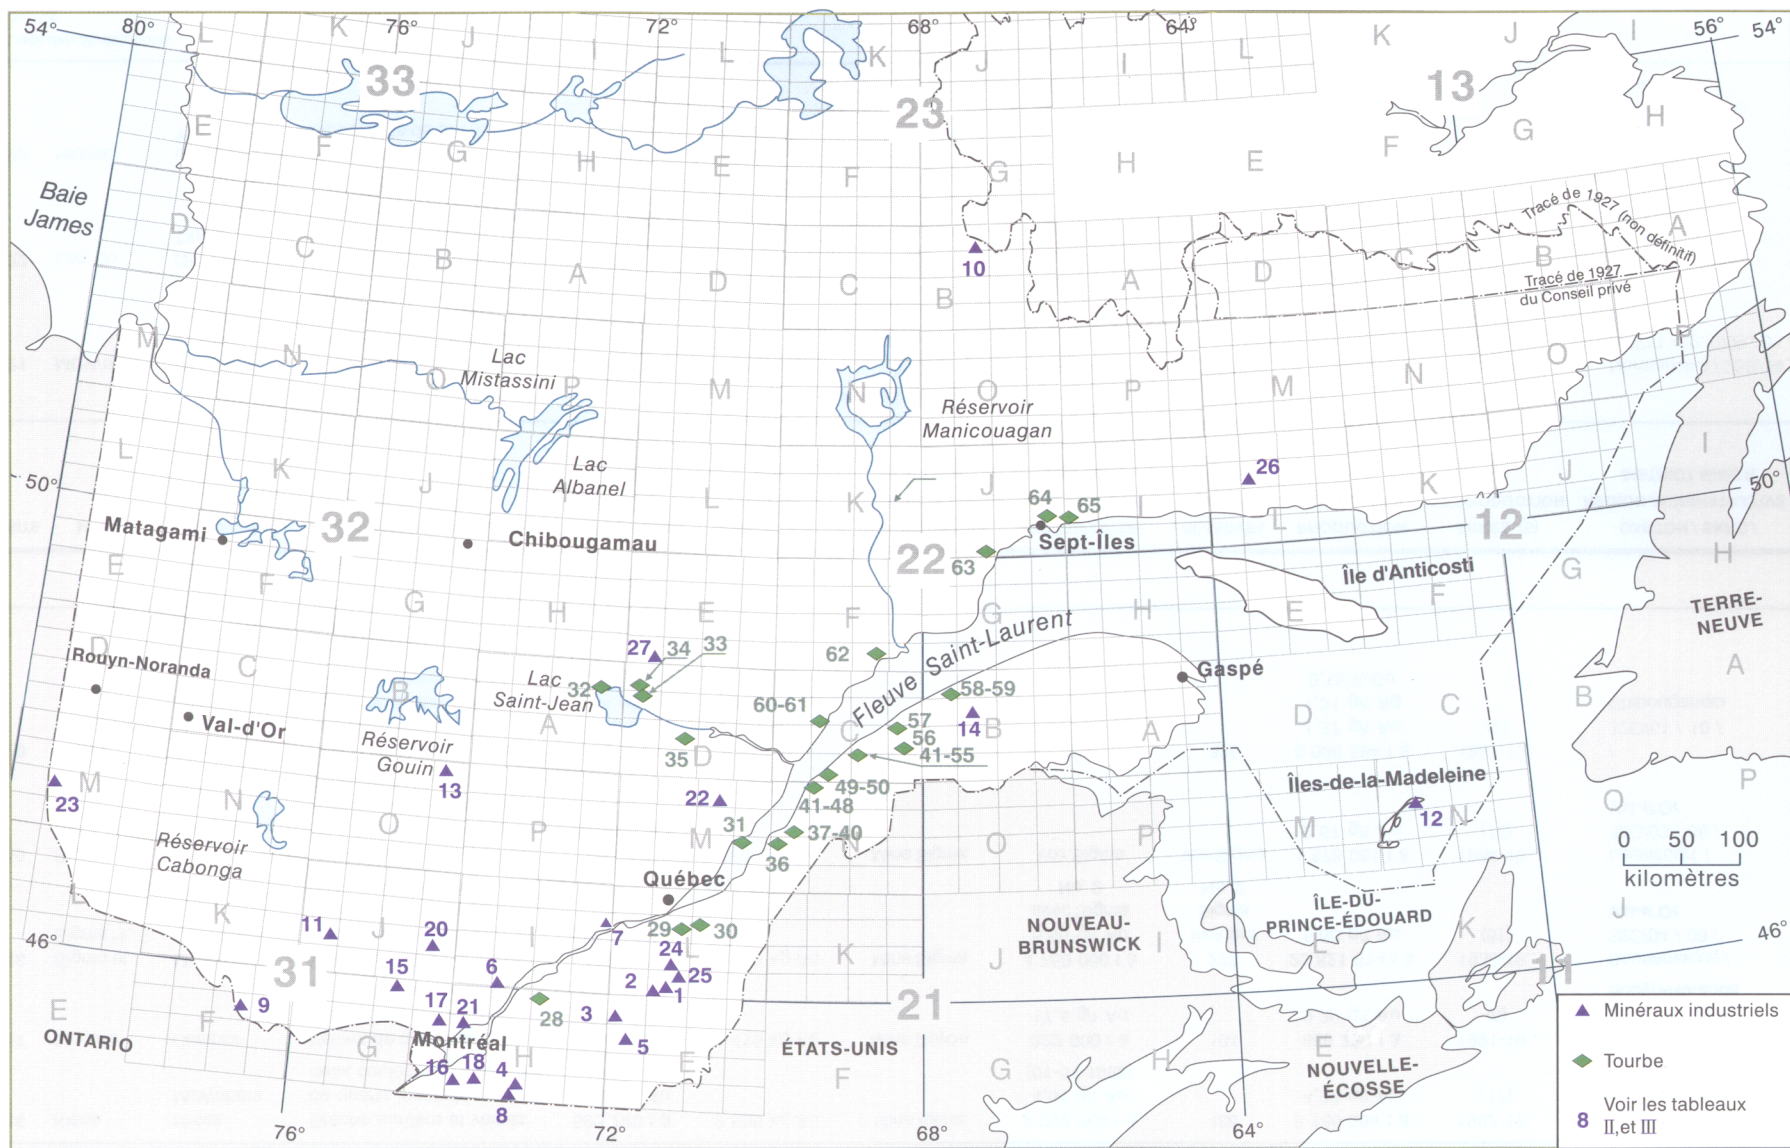 54°
80°
76°
72°
68°
64°
56°
54°
L
K
J
I
L
K
J
I
L
K
J
I
33
23
13
E
F
G
H
E
F
G
H
E
F
G
H
Baie
James
D
C
B
A
D
C
B
A
D
C
B
A
10
Tracé de 1927 (non définitif)
Tracé de 1927
du Conseil privé
M
N
O
P
M
N
O
P
M
N
O
P
Lac
Mistassini
Réservoir
Manicouagan
L
K
J
I
L
K
J
I
L
K
J
I
Lac
Albanel
26
50°
50°
64
65
Matagami
32
Chibougamau
22
63
Sept-Îles
12
Île d'Anticosti
E
F
G
H
E
F
G
H
E
F
G
H
TERRE-
NEUVE
Fleuve Saint-Laurent
D
C
B
A
D
C
B
A
D
C
B
A
Rouyn-Noranda
27
34
33
62
Gaspé
Lac
Saint-Jean
32
60-61
58-59
Val-d'Or
57
14
56
Réservoir
Gouin
35
41-55
13
49-50
Îles-de-la-Madeleine
23
22
41-48
12
M
N
O
P
M
N
O
P
M
N
O
P
31
37-40
36
Réservoir
Cabonga
0 50 100
kilomètres
Québec
L
K
J
I
L
K
J
I
L
K
J
11
20
7
29
30
NOUVEAU-
BRUNSWICK
ÎLE-DU-
PRINCE-ÉDOUARD
46°
46°
24
31
15
6
2
25
1
21
11
9
17
21
28
3
5
E
F
G
H
E
F
G
H
E
ONTARIO
Montréal
ÉTATS-UNIS
NOUVELLE-
ÉCOSSE
16
18
4
8
76°
72°
68°
64°
Minéraux industriels
Tourbe
8 Voir les tableaux
II,et III